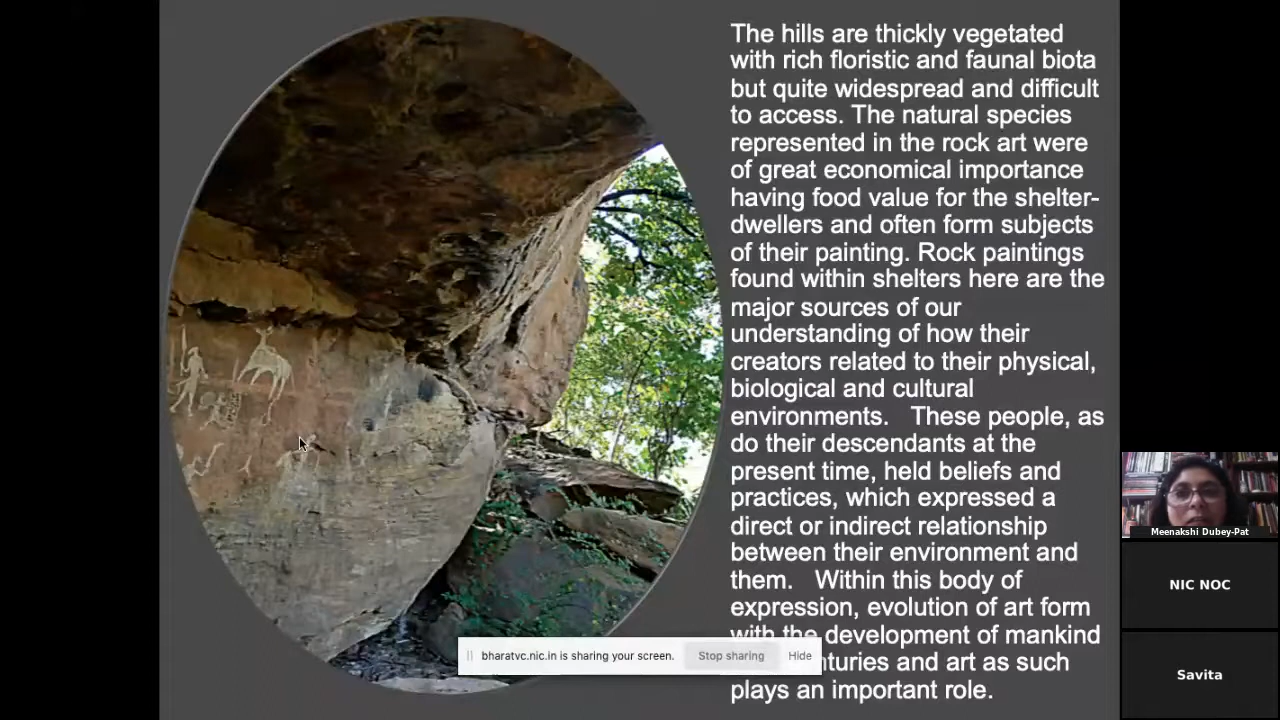 The hills are thickly vegetated
with rich floristic and faunal biota
but quite widespread and difficult
to access. The natural species
represented in the rock art were
of great economical importance
having food value for the shelter-
dwellers and often form subjects
of their painting. Rock paintings
found within shelters here are the
major sources of our
understanding of how their
creators related to their physical,
biological and cultural
environments.   These people, as
do their descendants at the
present time, held beliefs and
practices, which expressed a
direct or indirect relationship
between their environment and
them.   Within this body of
expression, evolution of art form
with the development of mankind
nturies and art as such
plays an important role.
bharatvc.nic.in is sharing your screen.
Stop sharing
Hide
Meenakshi Dubey-Pat
NIC NOC
Savita